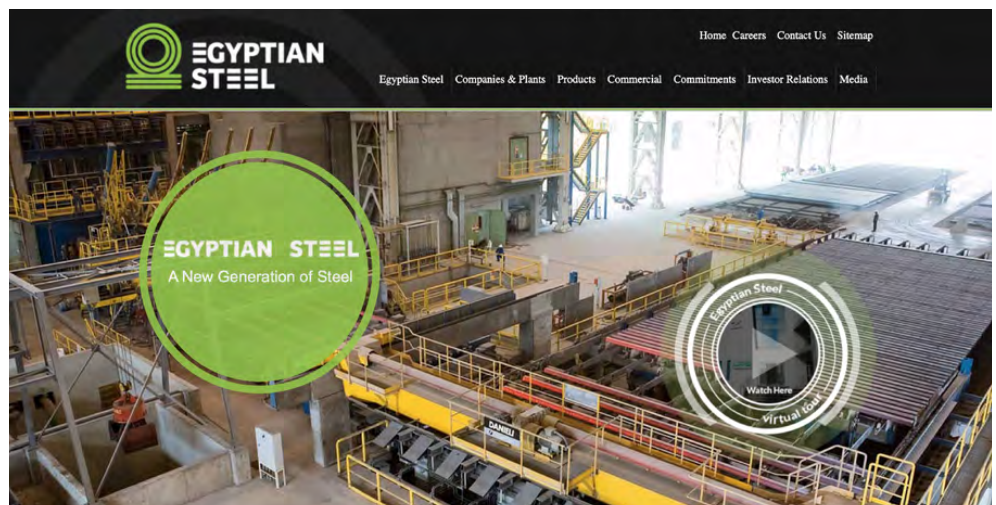 Home Careers Contact Us Sitemap
EGYPTIAN
STEEL
Egyptian Steel Companies & Plants Products Commercial Commitments Investor Relations Media
EGYPTIAN STEEL
A New Generation of Steel
Egyptian Steel
Watch Here
virtual tour
DANIELI